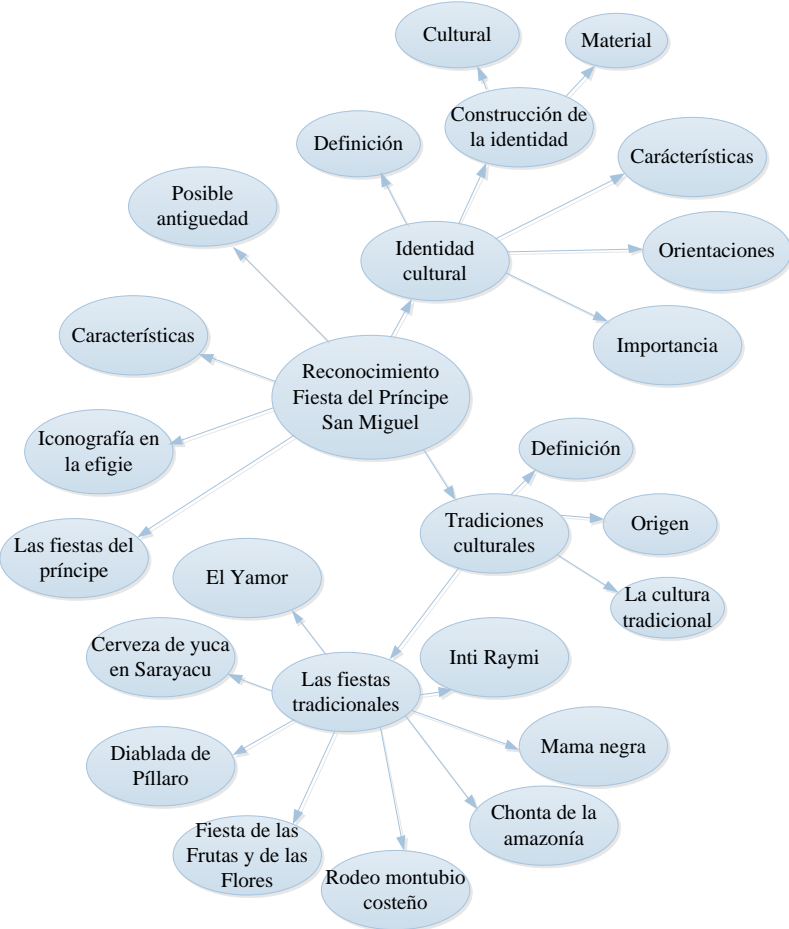 Cultural
Material
Construcción de
la identidad
Definición
Carácterísticas
Posible
antiguedad
Identidad
cultural
Orientaciones
Características
Importancia
Reconocimiento
Fiesta del Príncipe
San Miguel
Iconografía en
la efigie
Definición
Las fiestas del
príncipe
Tradiciones
culturales
Origen
El Yamor
La cultura
tradicional
Cerveza de yuca
en Sarayacu
Inti Raymi
Las fiestas
tradicionales
Diablada de
Píllaro
Mama negra
Chonta de la
amazonía
Fiesta de las
Frutas y de las
Flores
Rodeo montubio
costeño